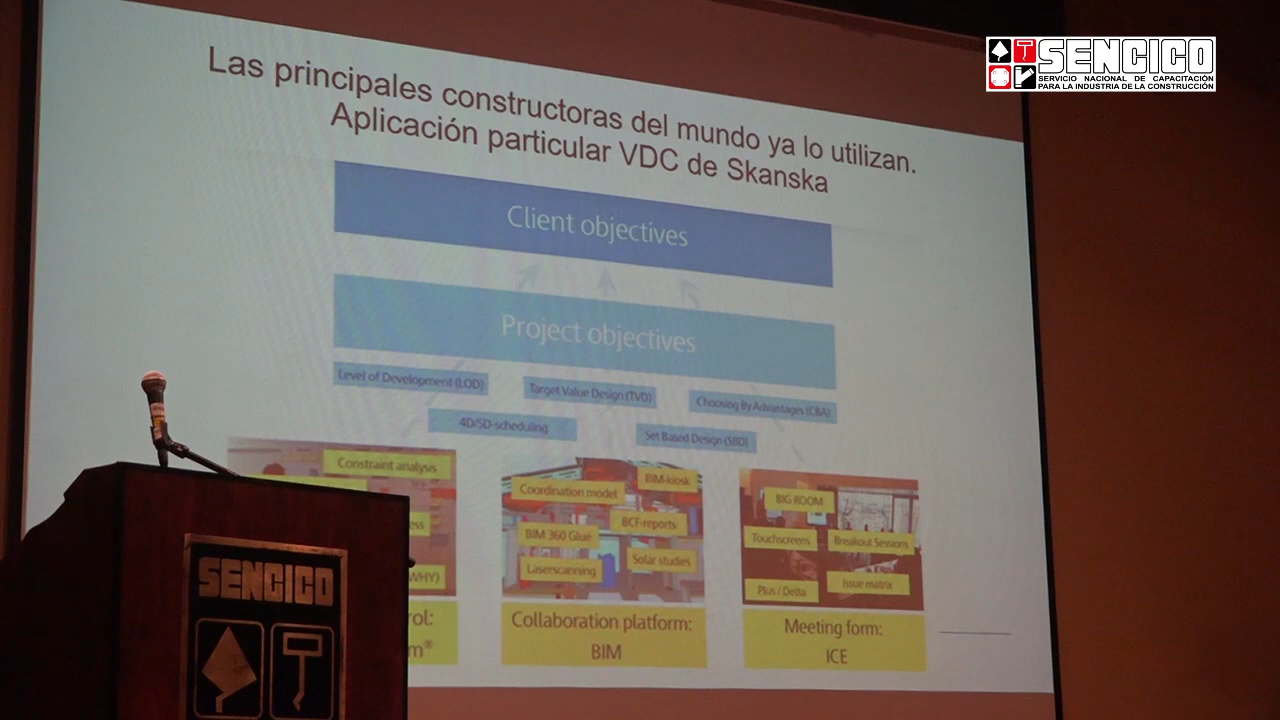 SENCICO
SERVICIO NACIONAL DE CAPACITACIÓN
PARA LA INDUSTRIA DE LA CONSTRUCCIÓN
Las principales constructoras del mundo ya lo utilizan.
Aplicación particular VDC de Skanska
Client objectives
Project objectives
Level of Development (LOD)
Target Value Design (TVD)
Choosing By Advantages (CBA)
4D/5D-scheduling
Set Based Design (SBD)
Constraint analysis
ess
WHY)
rol:
m®
Coordination model
BIM-kiosk
BIM 360 Glue
BCF-reports
Laserscanning
Solar studies
Collaboration platform:
BIM
BIG ROOM
Touchscreens
Breakout Sessions
Plus / Delta
Issue matrix
Meeting form:
ICE
SENCICO